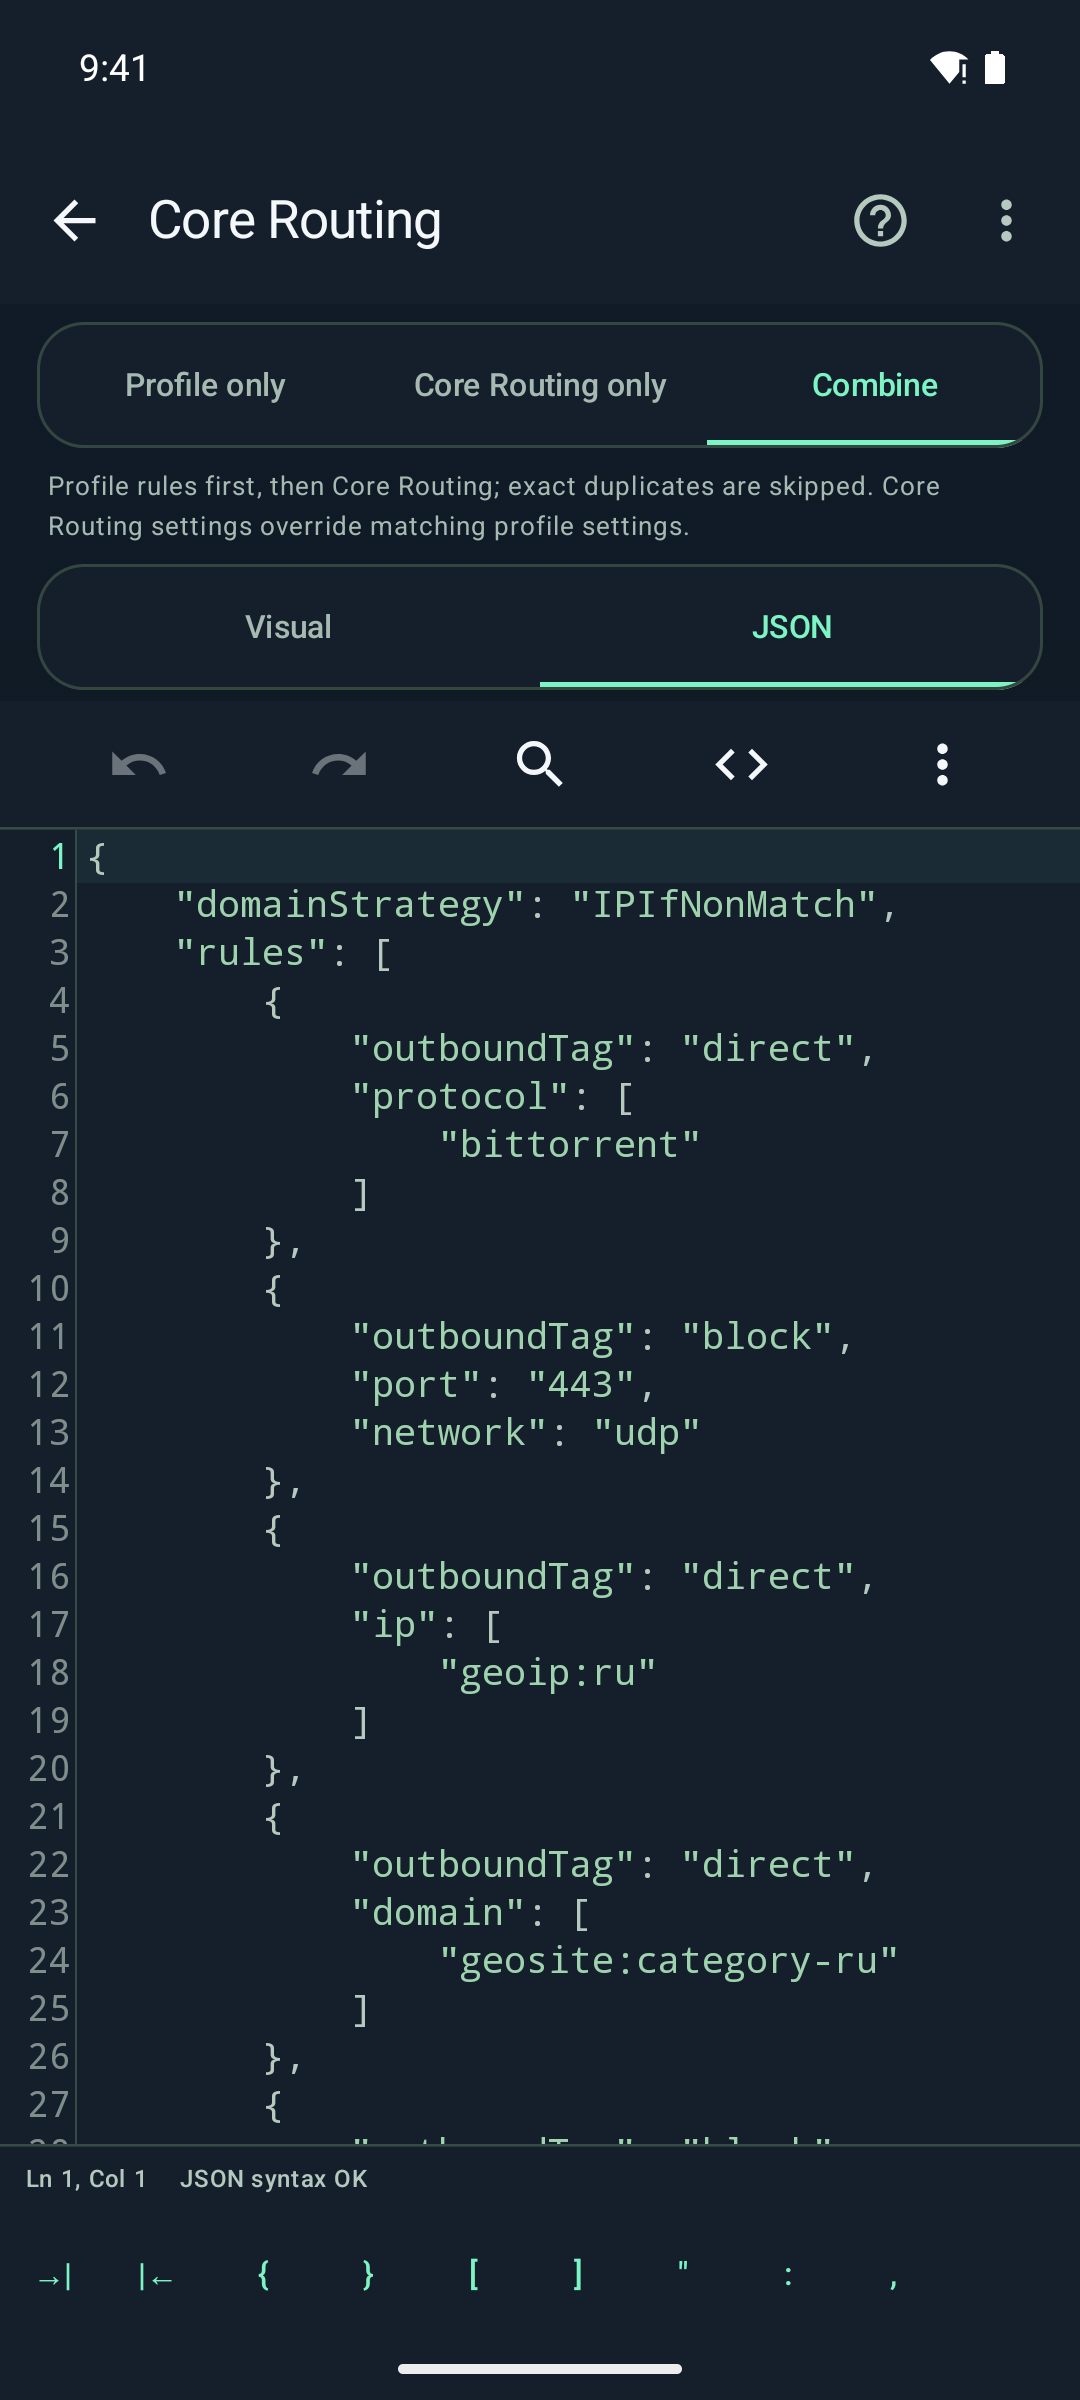 9:41
Core Routing
Profile only Core Routing only Combine
Profile rules first, then Core Routing; exact duplicates are skipped. Core
Routing settings override matching profile settings.
Visual JSON
1 {
2 "domainStrategy": "IPIfNonMatch",
3 "rules": [
4 {
5 "outboundTag": "direct",
6 "protocol": [
7 "bittorrent"
8 ]
9 },
10 {
11 "outboundTag": "block",
12 "port": "443",
13 "network": "udp"
14 },
15 {
16 "outboundTag": "direct",
17 "ip": [
18 "geoip:ru"
19 ]
20 },
21 {
22 "outboundTag": "direct",
23 "domain": [
24 "geosite:category-ru"
25 ]
26 },
27 {
Ln 1, Col 1 JSON syntax OK
→| |← { } [ ] " : ,